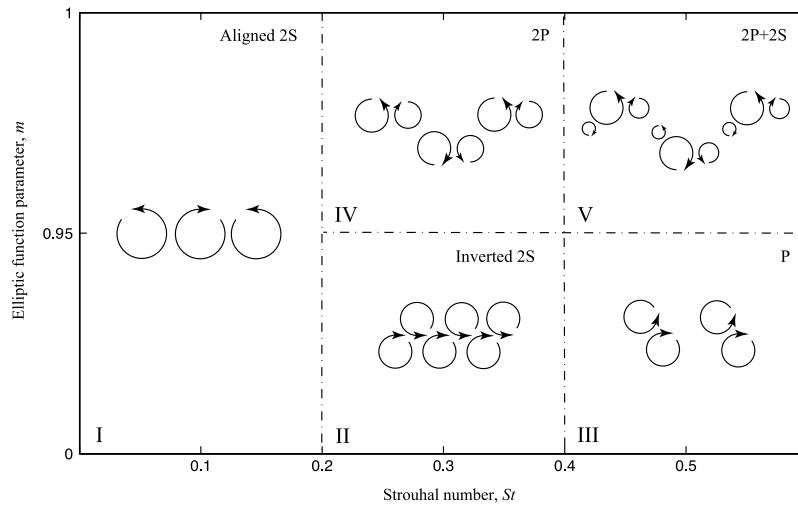 1
Aligned 2S
2P
2P+2S
IV
V
0.95
Inverted 2S
P
Elliptic function parameter, m
I
II
III
0
0.1
0.2
0.3
0.4
0.5
Strouhal number, St